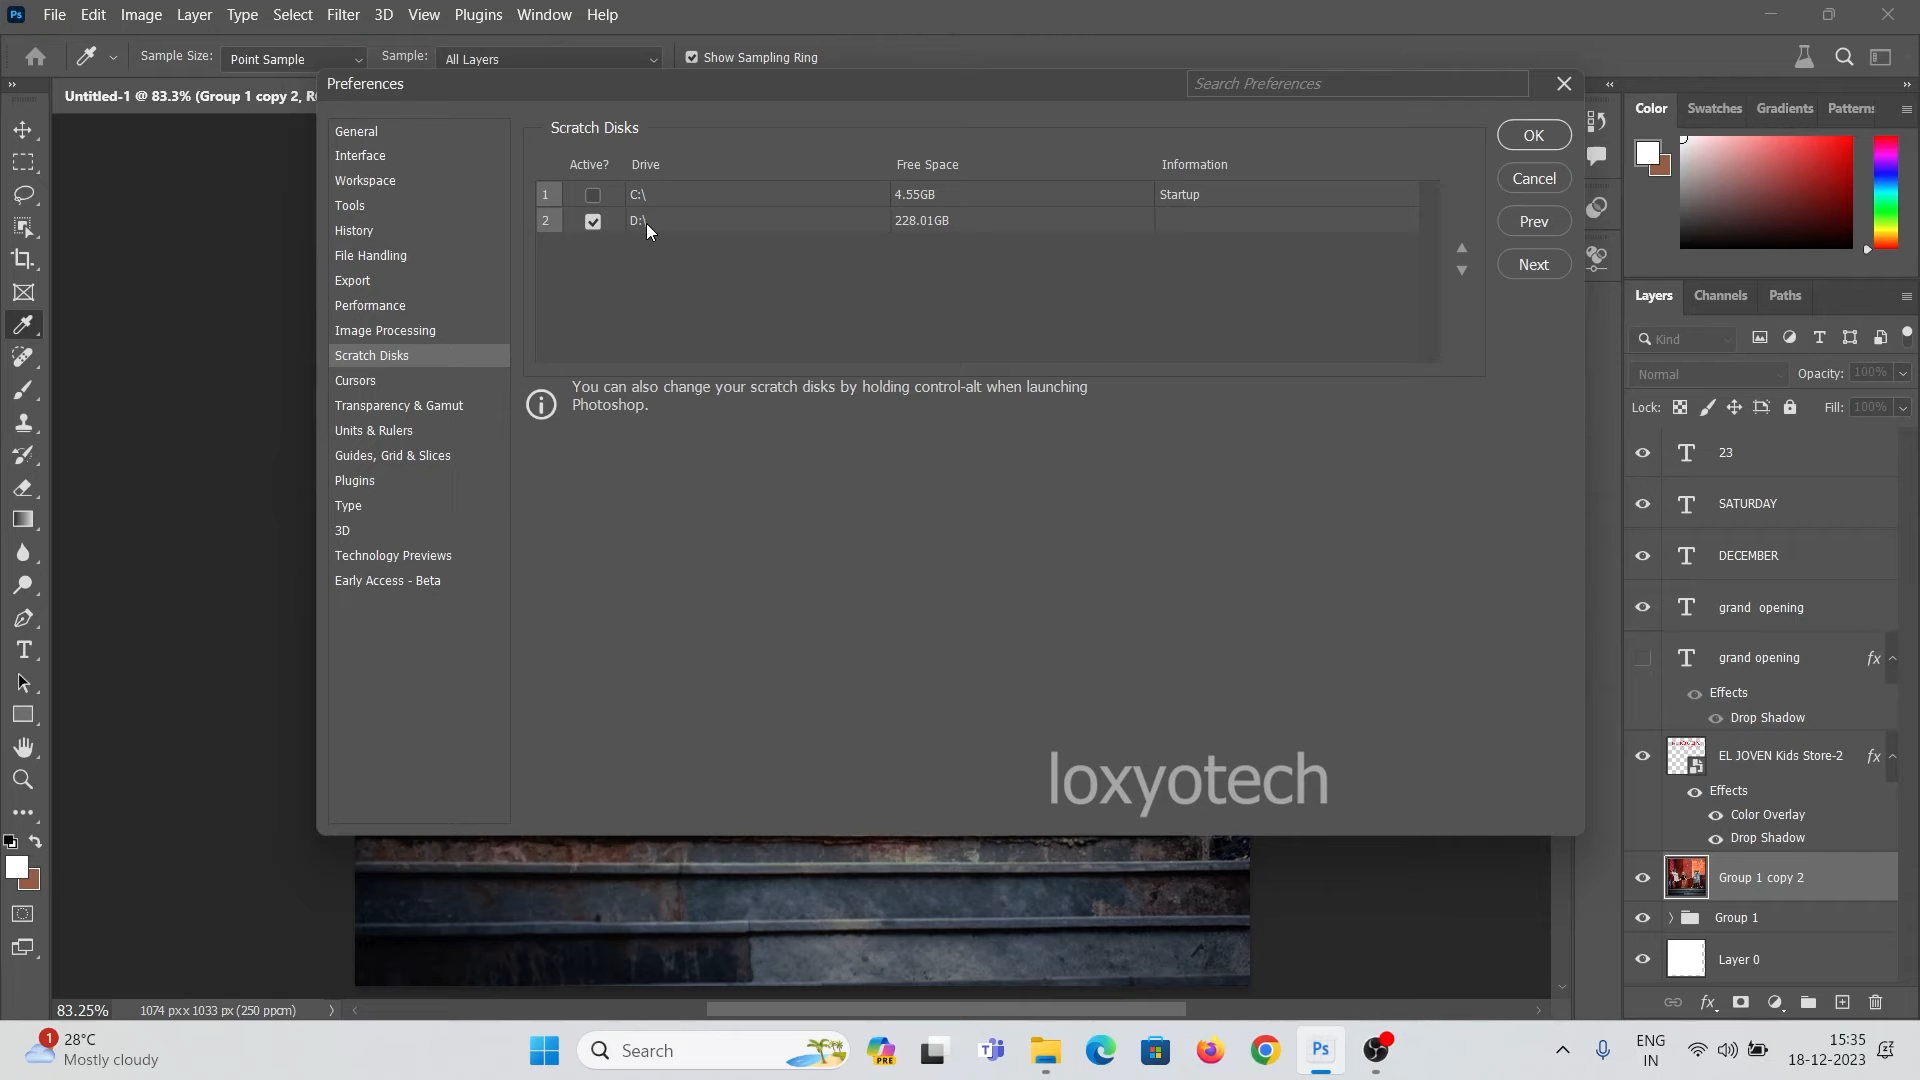 Ps File Edit Image Layer Type Select Filter 3D View Plugins Window Help
Sample Size: Point Sample Sample: All Layers Show Sampling Ring
Untitled-1 @ 83.3% (Group 1 copy 2, R
Preferences
Search Preferences
General
Interface
Workspace
Tools
History
File Handling
Export
Performance
Image Processing
Scratch Disks
Cursors
Transparency & Gamut
Units & Rulers
Guides, Grid & Slices
Plugins
Type
3D
Technology Previews
Early Access - Beta
Scratch Disks
Active? Drive Free Space Information
1 C:\ 4.55GB Startup
2 D:\ 228.01GB
You can also change your scratch disks by holding control-alt when launching
Photoshop.
OK
Cancel
Prev
Next
loxyotech
Color Swatches Gradients Patterns
Layers Channels Paths
Kind
Normal Opacity: 100%
Lock: Fill: 100%
23
SATURDAY
DECEMBER
grand opening
grand opening fx
Effects
Drop Shadow
EL JOVEN Kids Store-2 fx
Effects
Color Overlay
Drop Shadow
Group 1 copy 2
Group 1
Layer 0
fx
83.25% 1074 px x 1033 px (250 ppcm)
1 28°C
Mostly cloudy
Search
PRE
Ps
ENG
IN
15:35
18-12-2023